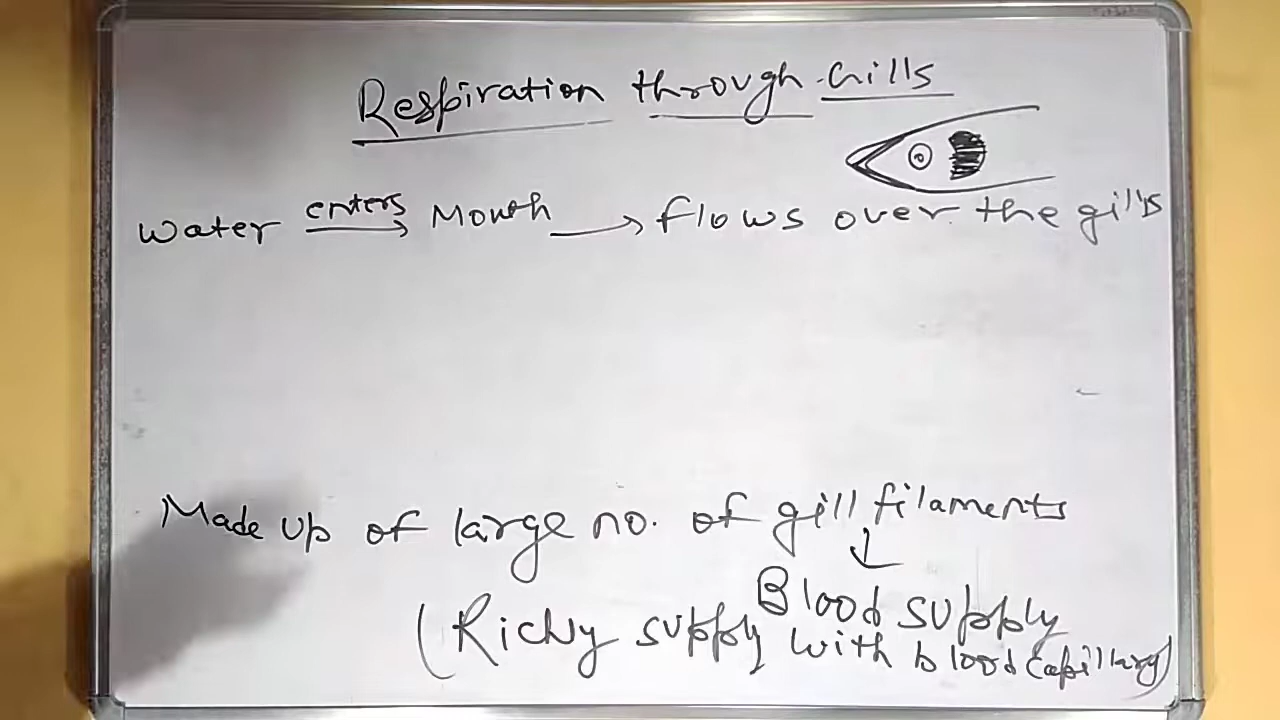 Respiration through Gills
Water enters → Mouth → flows over the gills
Made up of large no. of gill filaments
↓
Blood supply
(Richly supply with blood capillary)